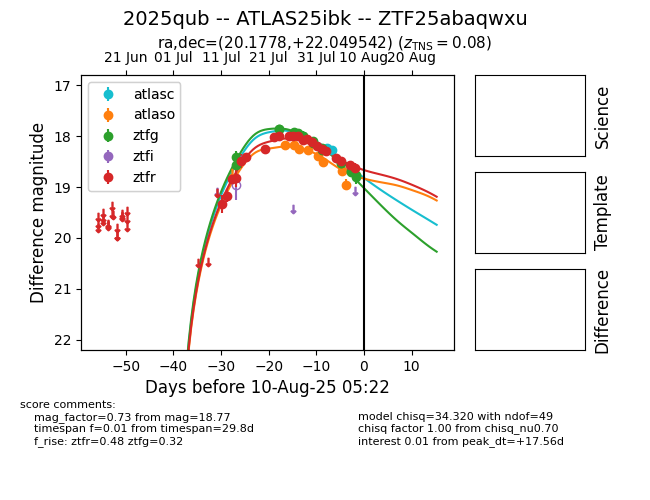 2025qub -- ATLAS25ibk -- ZTF25abaqwxu
ra,dec=(20.1778,+22.049542) (zTNS = 0.08)
21 Jun 01 Jul 11 Jul 21 Jul 31 Jul 10 Aug 20 Aug
17
18
19
20
21
22
Difference magnitude
atlasc
atlaso
ztfg
ztfi
ztfr
−50 −40 −30 −20 −10 0 10
Days before 10-Aug-25 05:22
Science
Template
Difference
score comments:
mag_factor=0.73 from mag=18.77
timespan f=0.01 from timespan=29.8d
f_rise: ztfr=0.48 ztfg=0.32
model chisq=34.320 with ndof=49
chisq factor 1.00 from chisq_nu0.70
interest 0.01 from peak_dt=+17.56d